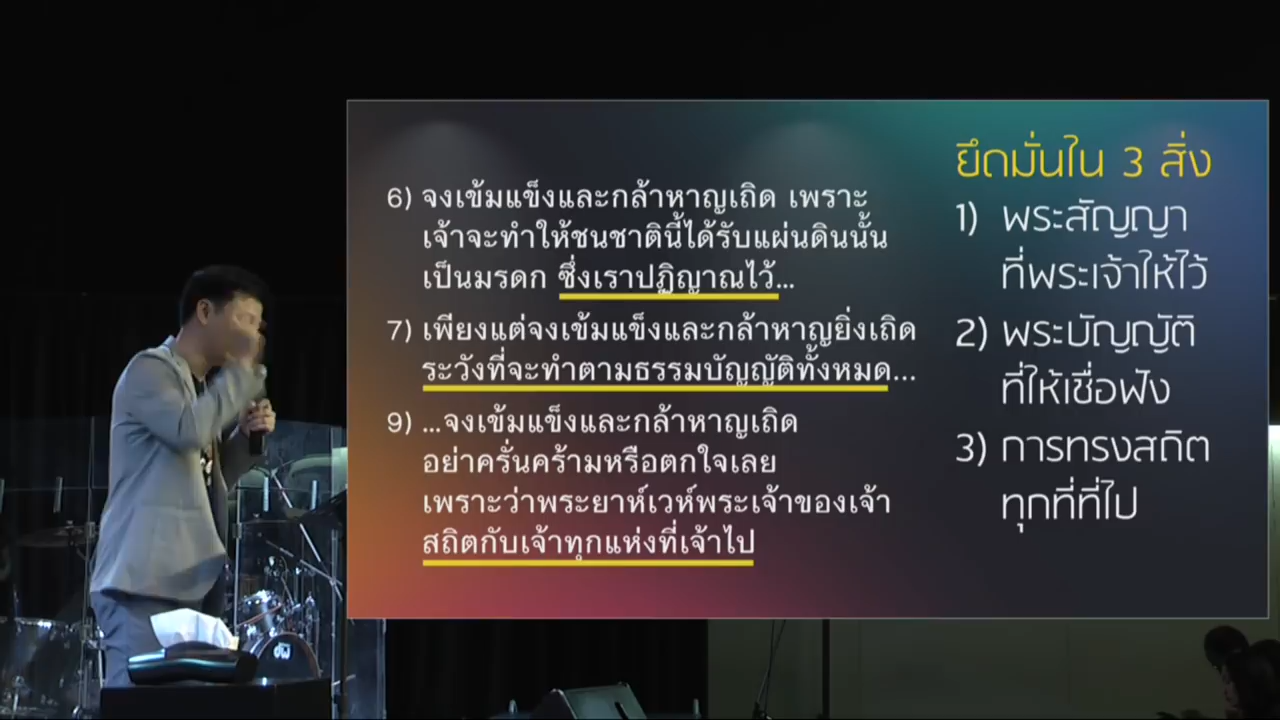 6) จงเข้มแข็งและกล้าหาญเถิด เพราะ
เจ้าจะทำให้ชนชาตินี้ได้รับแผ่นดินนั้น
เป็นมรดก ซึ่งเราปฏิญาณไว้...
7) เพียงแต่จงเข้มแข็งและกล้าหาญยิ่งเถิด
ระวังที่จะทำตามธรรมบัญญัติทั้งหมด...
9) ...จงเข้มแข็งและกล้าหาญเถิด
อย่าครั่นคร้ามหรือตกใจเลย
เพราะว่าพระยาห์เวห์พระเจ้าของเจ้า
สถิตกับเจ้าทุกแห่งที่เจ้าไป
ยึดมั่นใน 3 สิ่ง
1) พระสัญญา
ที่พระเจ้าให้ไว้
2) พระบัญญัติ
ที่ให้เชื่อฟัง
3) การทรงสถิต
ทุกที่ที่ไป
dw